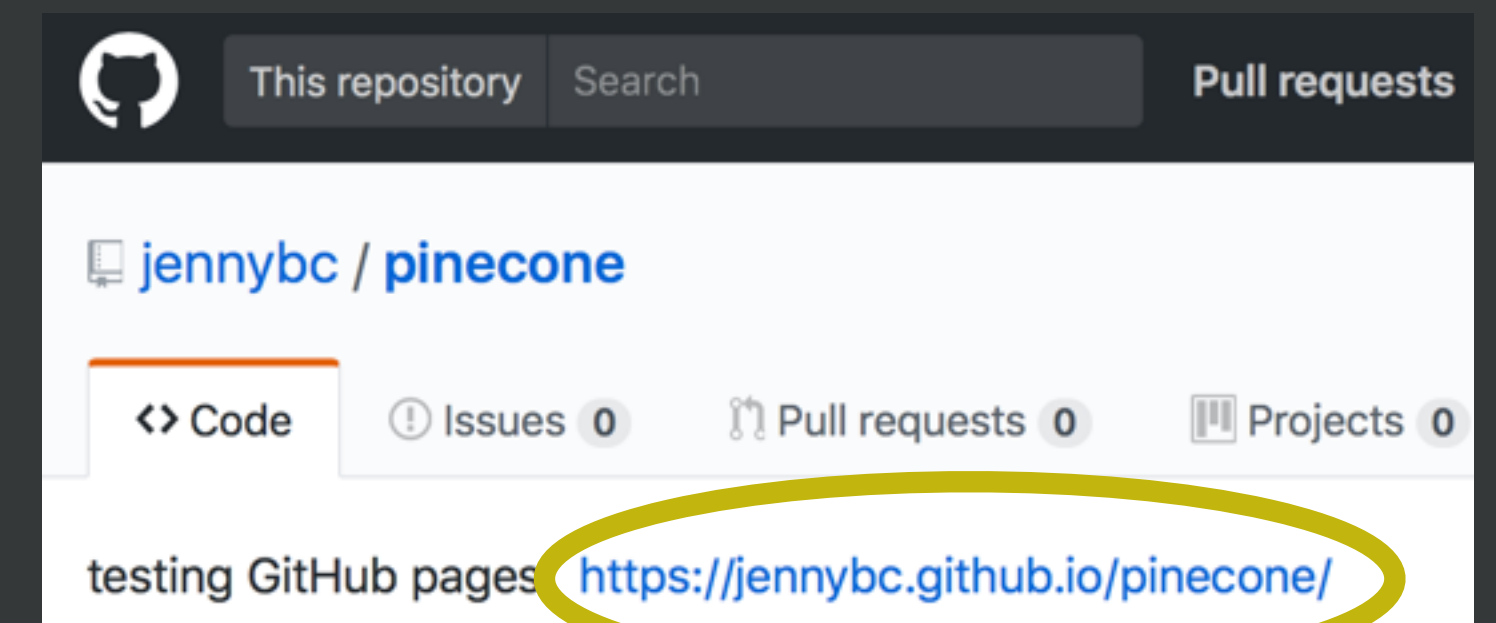 This repository Search Pull requests
jennybc / pinecone
<> Code Issues 0 Pull requests 0 Projects 0
testing GitHub pages https://jennybc.github.io/pinecone/